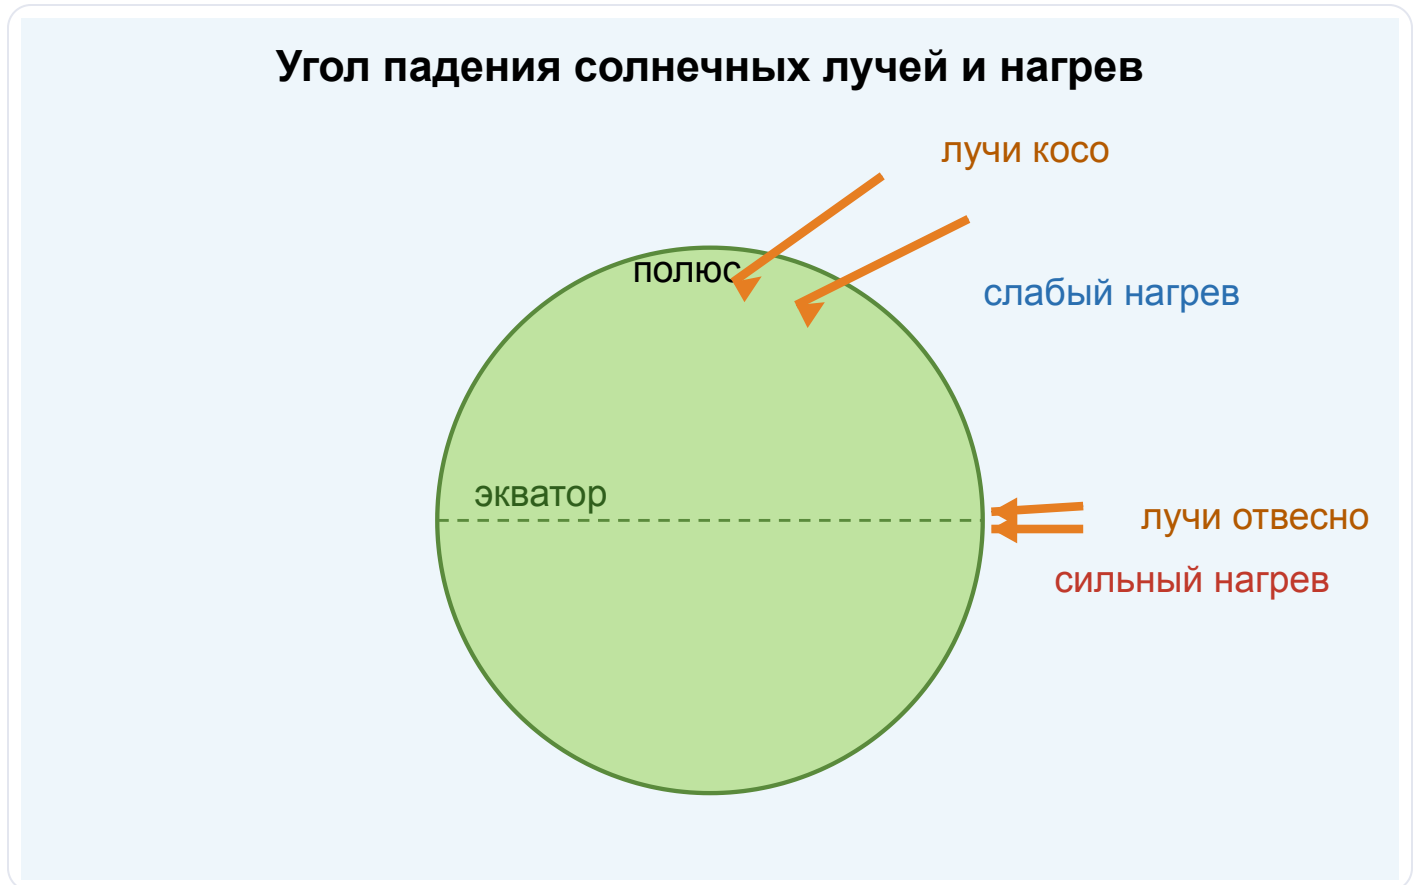 Угол падения солнечных лучей и нагрев
лучи косо
полюс
слабый нагрев
экватор
лучи отвесно
сильный нагрев